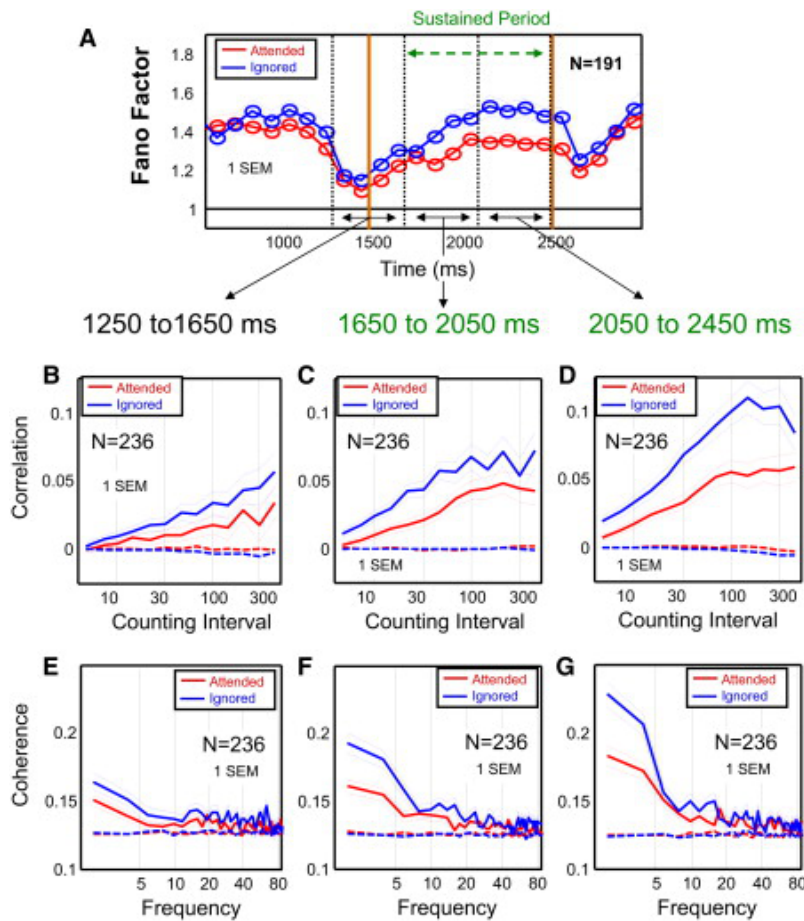 Sustained Period
A
Fano Factor
1.8
1.6
1.4
1.2
1
Attended
Ignored
N=191
1 SEM
1000
1500
2000
2500
Time (ms)
1250 to1650 ms
1650 to 2050 ms
2050 to 2450 ms
B
Correlation
0.1
0.05
0
Attended
Ignored
N=236
1 SEM
10
30
100
300
Counting Interval
C
0.1
0.05
0
Attended
Ignored
N=236
1 SEM
10
30
100
300
Counting Interval
D
0.1
0.05
0
Attended
Ignored
N=236
1 SEM
10
30
100
300
Counting Interval
E
Coherence
0.2
0.15
0.1
Attended
Ignored
N=236
1 SEM
5
10
20
40
80
Frequency
F
0.2
0.15
0.1
Attended
Ignored
N=236
1 SEM
5
10
20
40
80
Frequency
G
0.2
0.15
0.1
Attended
Ignored
N=236
1 SEM
5
10
20
40
80
Frequency